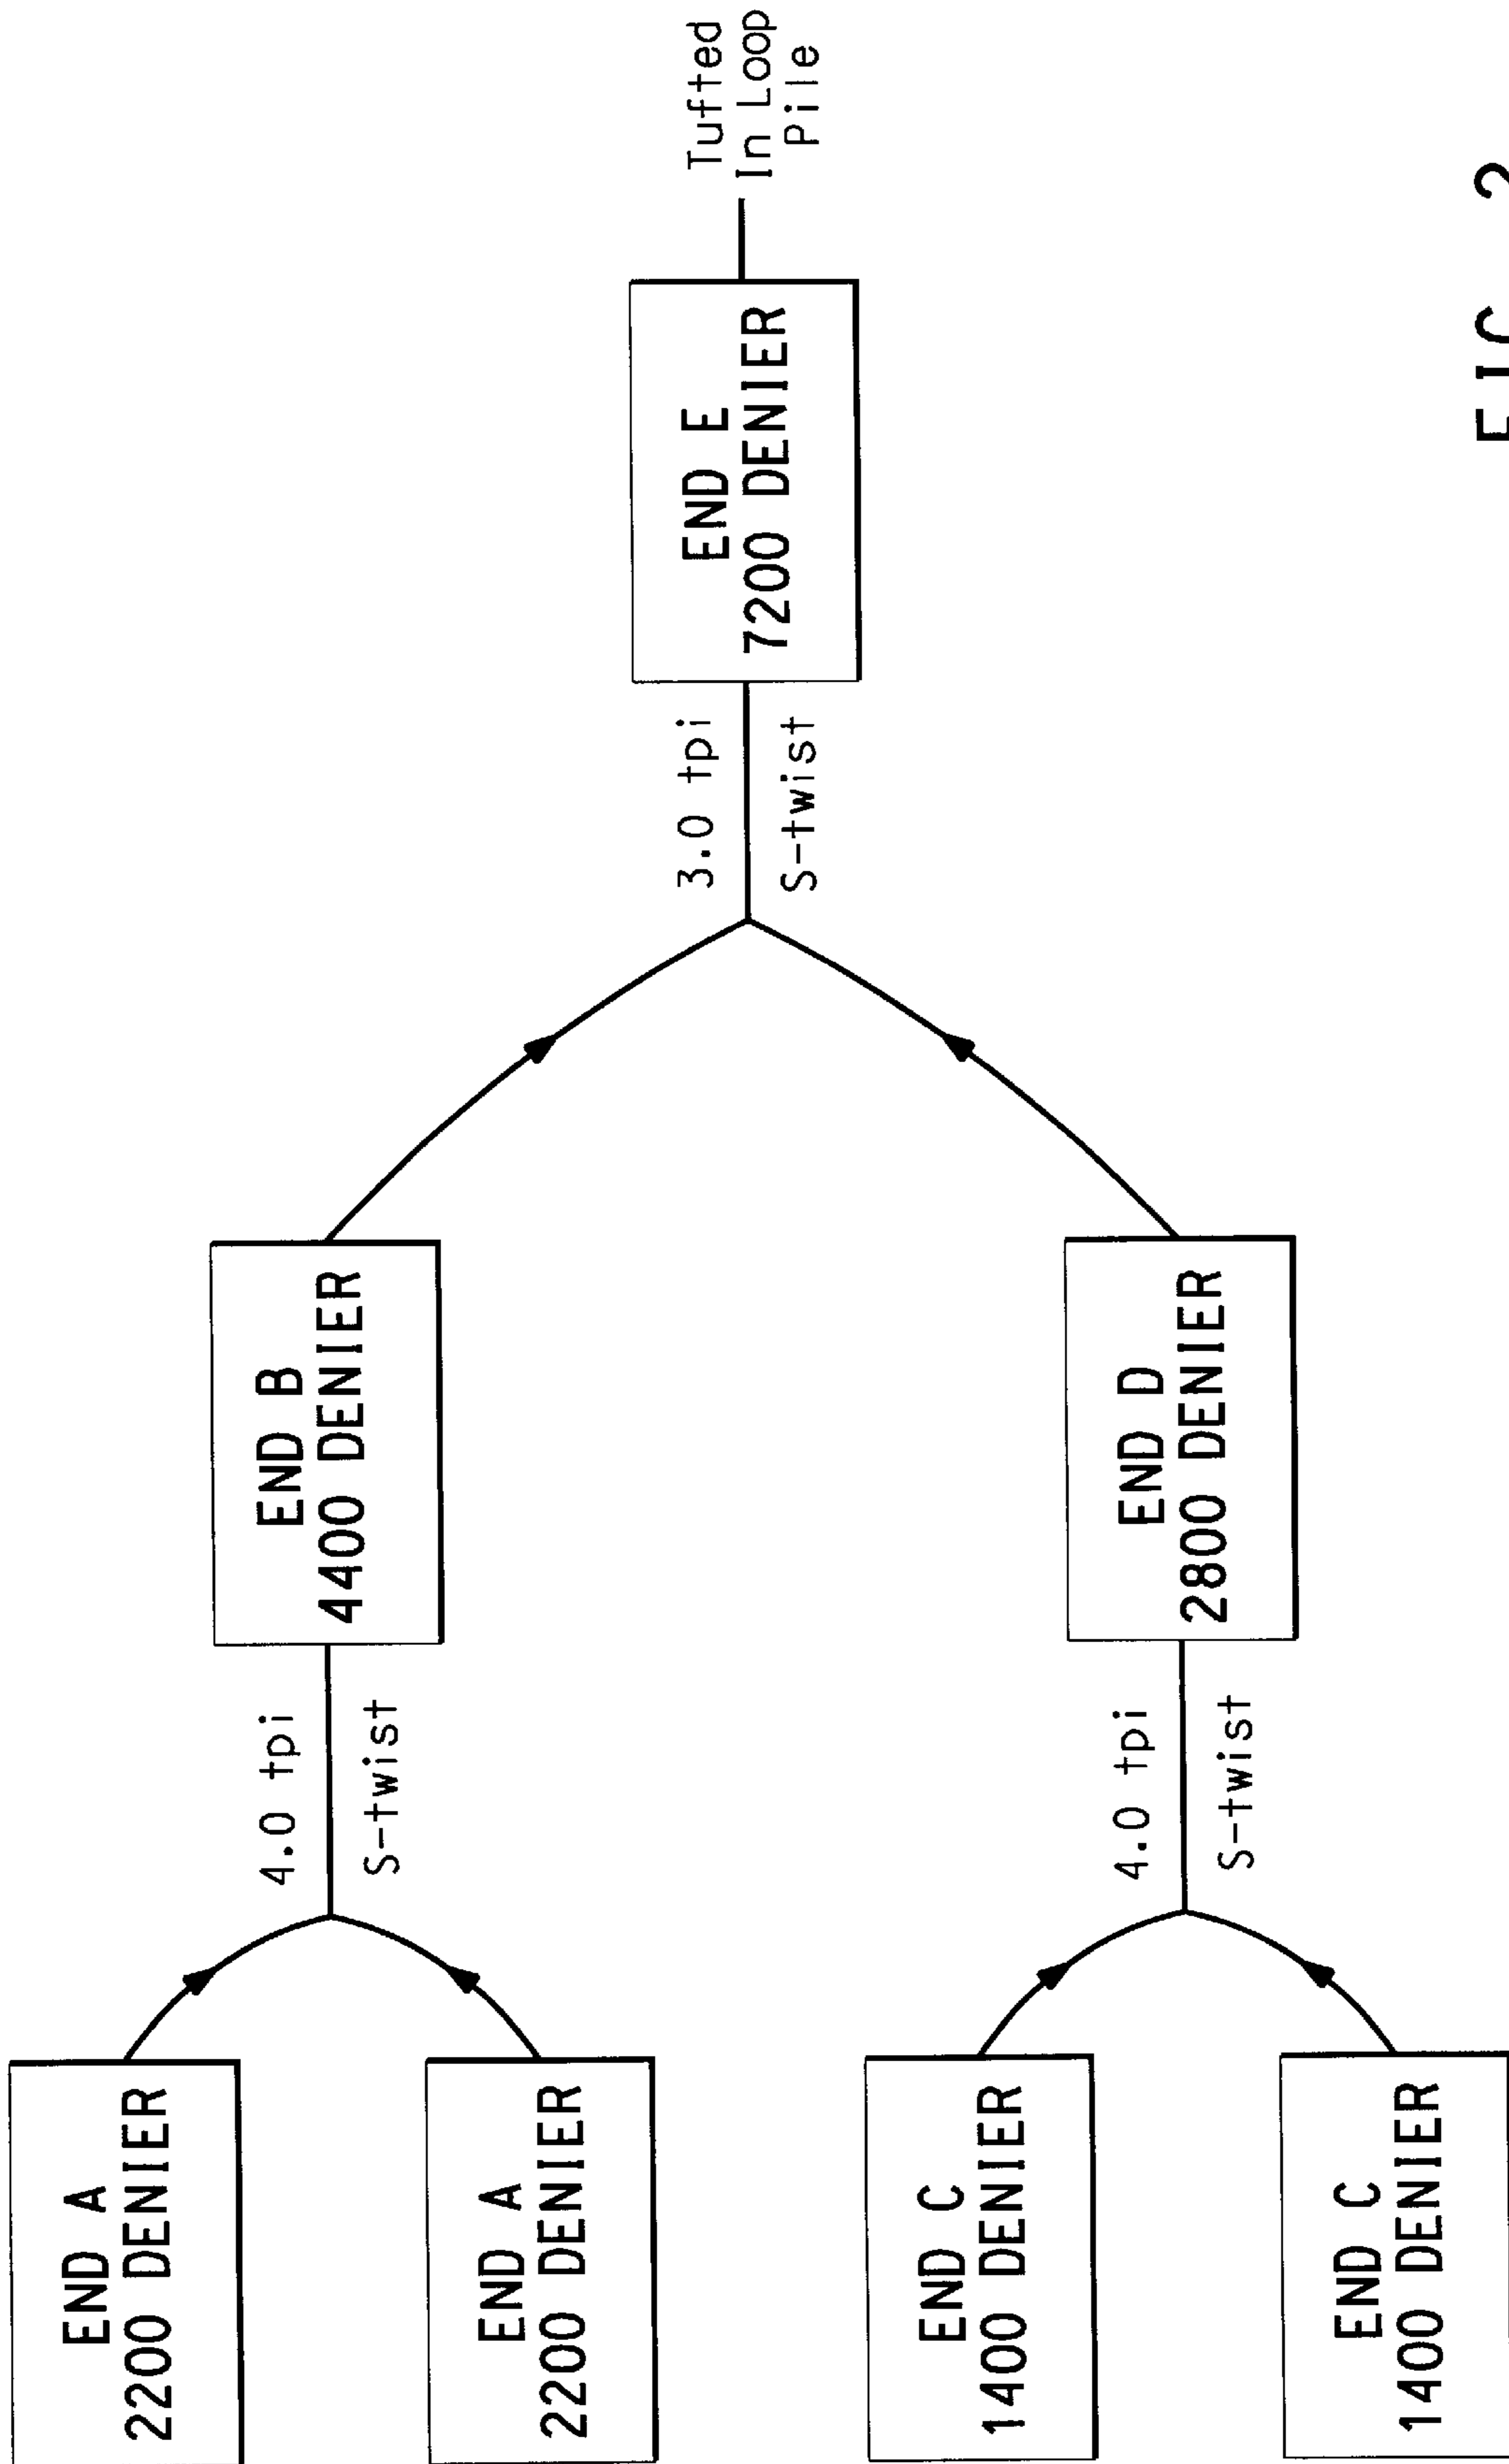 END A
2200 DENIER
END A
2200 DENIER
4.0 tpi
S-twist
END B
4400 DENIER
END C
1400 DENIER
END C
1400 DENIER
4.0 tpi
S-twist
END D
2800 DENIER
3.0 tpi
S-twist
END E
7200 DENIER
Tufted
In Loop
Pile